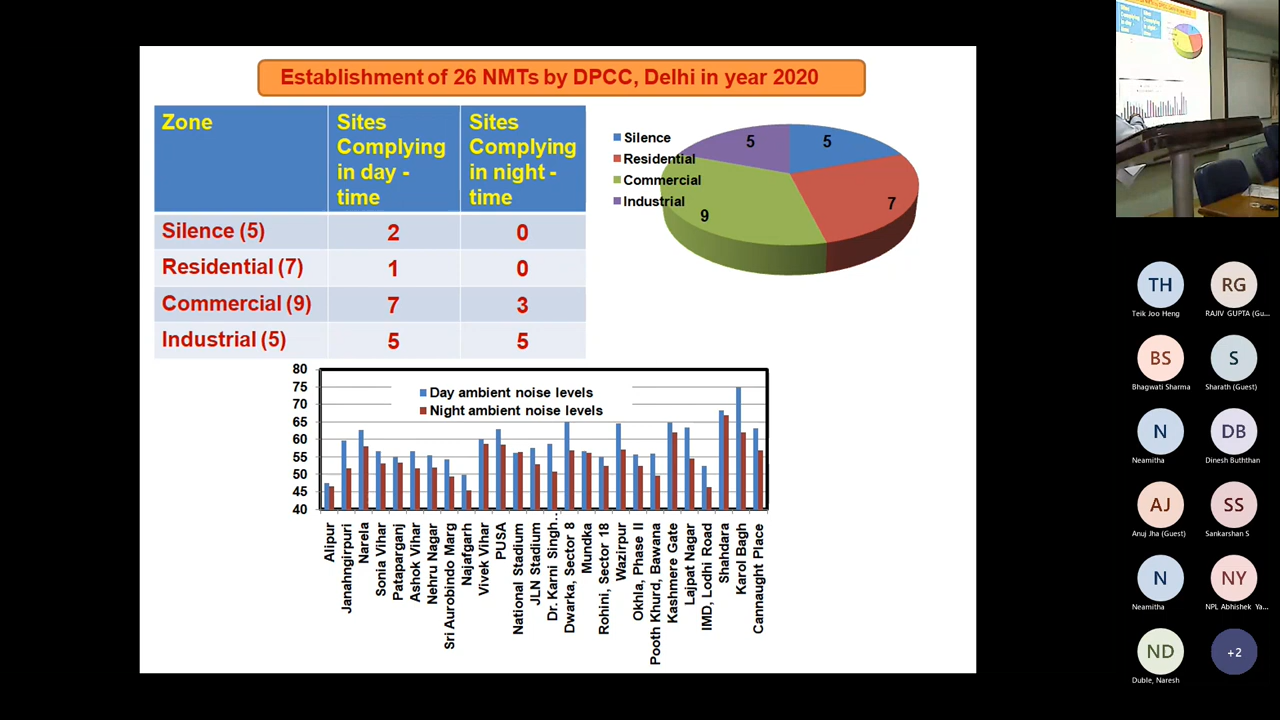 Establishment of 26 NMTs by DPCC, Delhi in year 2020
Zone
Sites
Complying
in day -
time
Sites
Complying
in night -
time
Silence (5)
2
0
Residential (7)
1
0
Commercial (9)
7
3
Industrial (5)
5
5
Silence
Residential
Commercial
Industrial
5
5
7
9
80
75
70
65
60
55
50
45
40
Day ambient noise levels
Night ambient noise levels
Alipur
Janahngirpuri
Narela
Sonia Vihar
Pataparganj
Ashok Vihar
Nehru Nagar
Sri Aurobindo Marg
Najafgarh
Vivek Vihar
PUSA
National Stadium
JLN Stadium
Dr. Karni Singh...
Dwarka, Sector 8
Mundka
Rohini, Sector 18
Wazirpur
Okhla, Phase II
Pooth Khurd, Bawana
Kashmere Gate
Lajpat Nagar
IMD, Lodhi Road
Shahdara
Karol Bagh
Cannaught Place
TH
Teik Joo Heng
RG
RAJIV GUPTA (Gu...
BS
Bhagwati Sharma
S
Sharath (Guest)
N
Neamitha
DB
Dinesh Buththan
AJ
Anuj Jha (Guest)
SS
Sankarshan S
N
Neamitha
NY
NPL Abhishek Ya...
ND
Duble, Naresh
+2